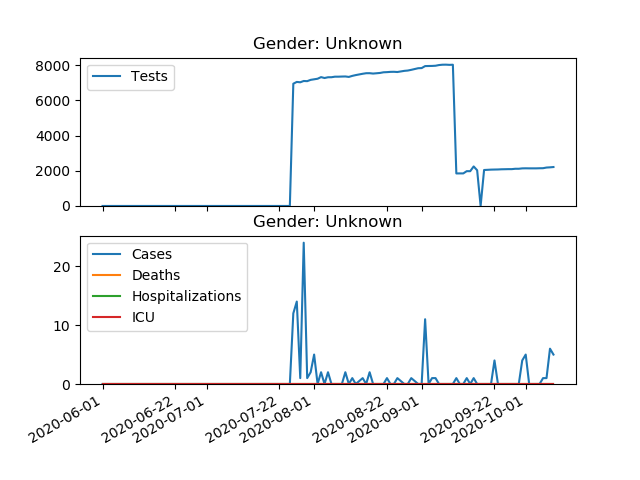 Gender: Unknown
Tests
8000
6000
4000
2000
0
Gender: Unknown
Cases
Deaths
Hospitalizations
ICU
20
10
0
2020-06-01
2020-06-22
2020-07-01
2020-07-22
2020-08-01
2020-08-22
2020-09-01
2020-09-22
2020-10-01